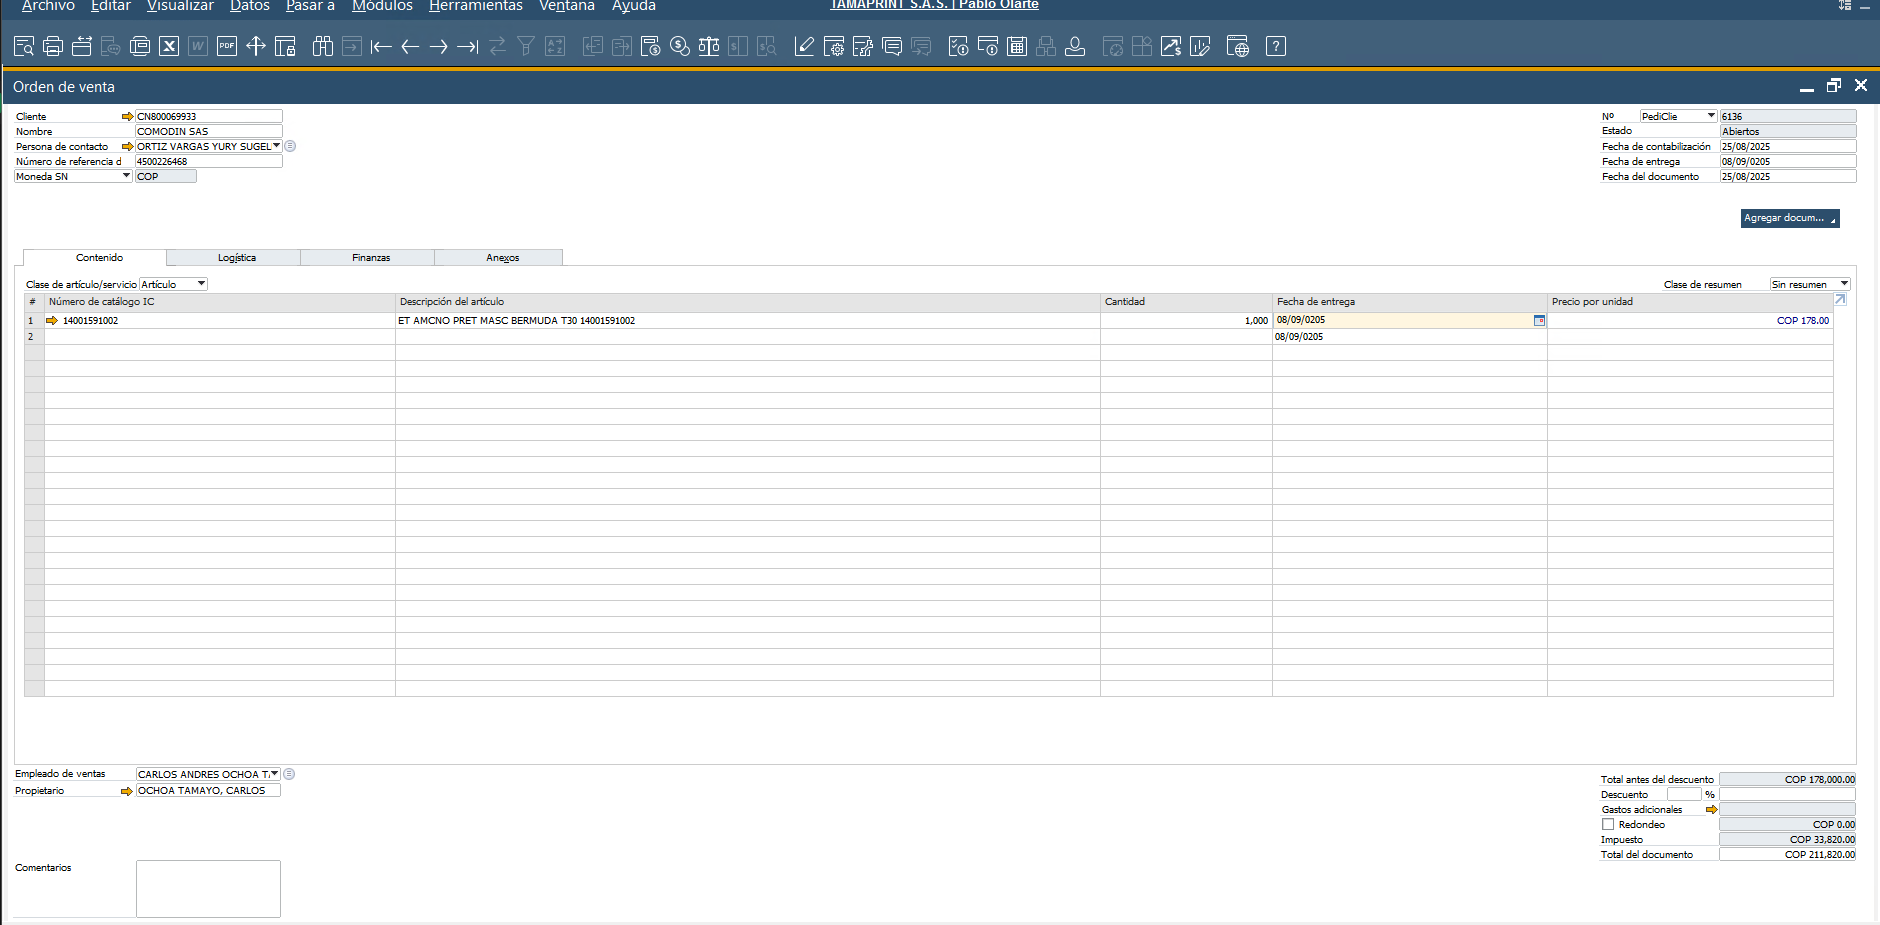 Archivo Editar Visualizar Datos Pasar a Módulos Herramientas Ventana Ayuda
TAMAPRINT S.A.S. | Pablo Olarte
Orden de venta
Cliente CN800069933
Nombre COMODIN SAS
Persona de contacto ORTIZ VARGAS YURY SUGEL
Número de referencia d 4500226468
Moneda SN COP
Nº PediClie 6136
Estado Abiertos
Fecha de contabilización 25/08/2025
Fecha de entrega 08/09/0205
Fecha del documento 25/08/2025
Agregar docum...
Contenido Logística Finanzas Anexos
Clase de artículo/servicio Artículo Clase de resumen Sin resumen
# Número de catálogo IC Descripción del artículo Cantidad Fecha de entrega Precio por unidad
1 14001591002 ET AMCNO PRET MASC BERMUDA T30 14001591002 1,000 08/09/0205 COP 178.00
2 08/09/0205
Empleado de ventas CARLOS ANDRES OCHOA T.
Propietario OCHOA TAMAYO, CARLOS
Total antes del descuento COP 178,000.00
Descuento %
Gastos adicionales
Redondeo COP 0.00
Impuesto COP 33,820.00
Total del documento COP 211,820.00
Comentarios